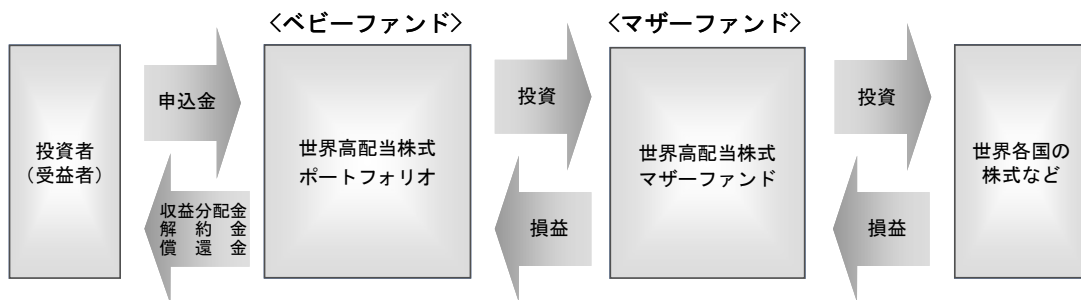 〈ベビーファンド〉
〈マザーファンド〉
投資者
（受益者）
申込金
収益分配金
解約金
償還金
世界高配当株式
ポートフォリオ
投資
損益
世界高配当株式
マザーファンド
投資
損益
世界各国の
株式など